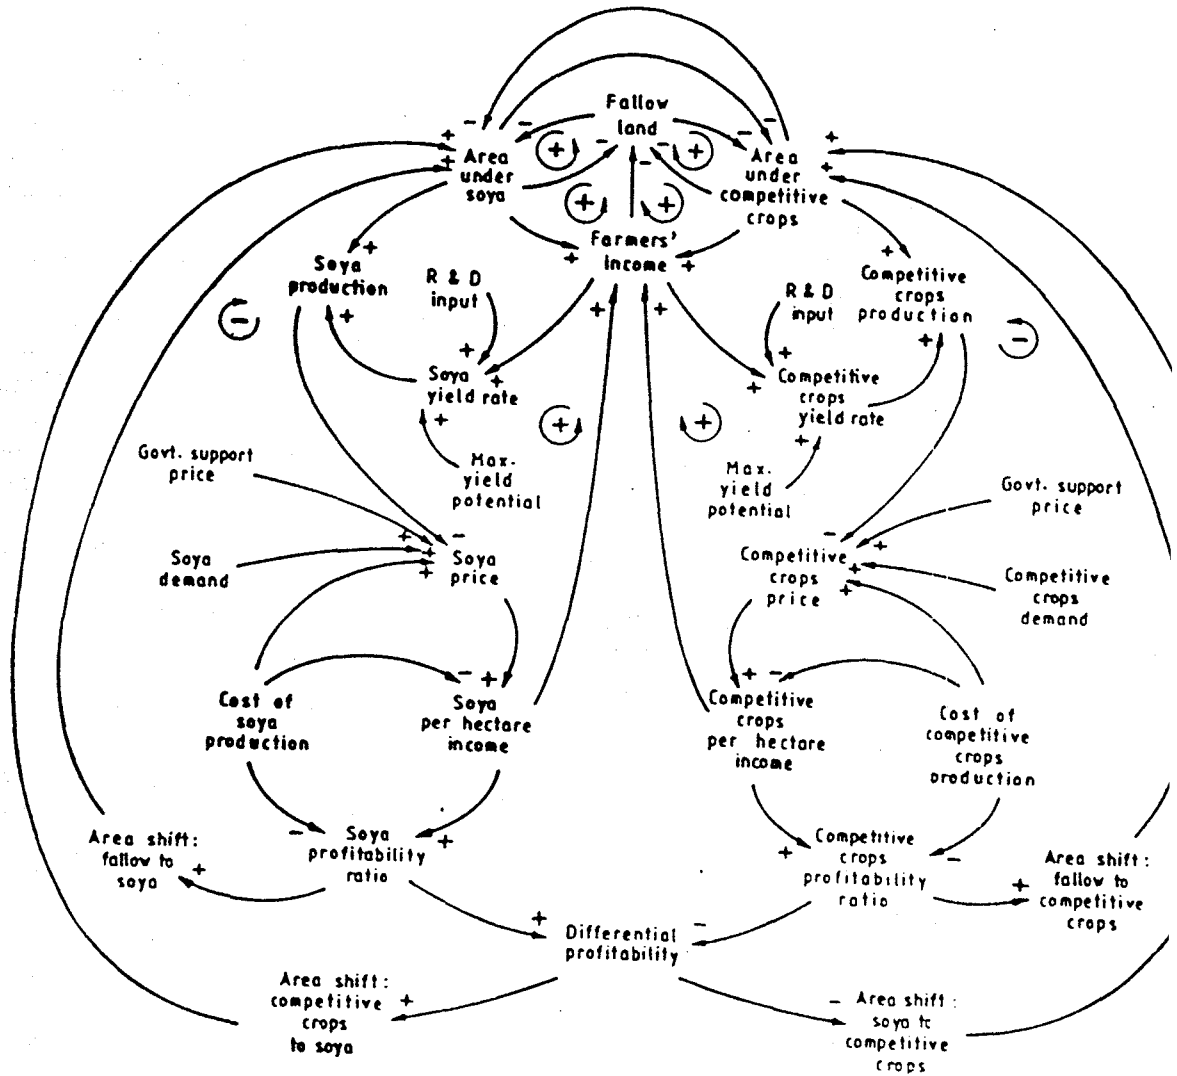 Fallow
land
Area
under
soya
Area
under
competitive
crops
Farmers'
Income
Soya
production
R & D
input
R & D
input
Competitive
crops
production
Soya
yield rate
Competitive
crops
yield rate
Govt. support
price
Max.
yield
potential
Max.
yield
potential
Govt. support
price
Soya
demand
Soya
price
Competitive
crops
price
Competitive
crops
demand
Cost of
soya
production
Soya
per hectare
income
Competitive
crops
per hectare
income
Cost of
competitive
crops
production
Area shift:
fallow to
soya
Soya
profitability
ratio
Competitive
crops
profitability
ratio
Area shift:
fallow to
competitive
crops
Differential
profitability
Area shift:
competitive
crops
to soya
Area shift:
soya to
competitive
crops